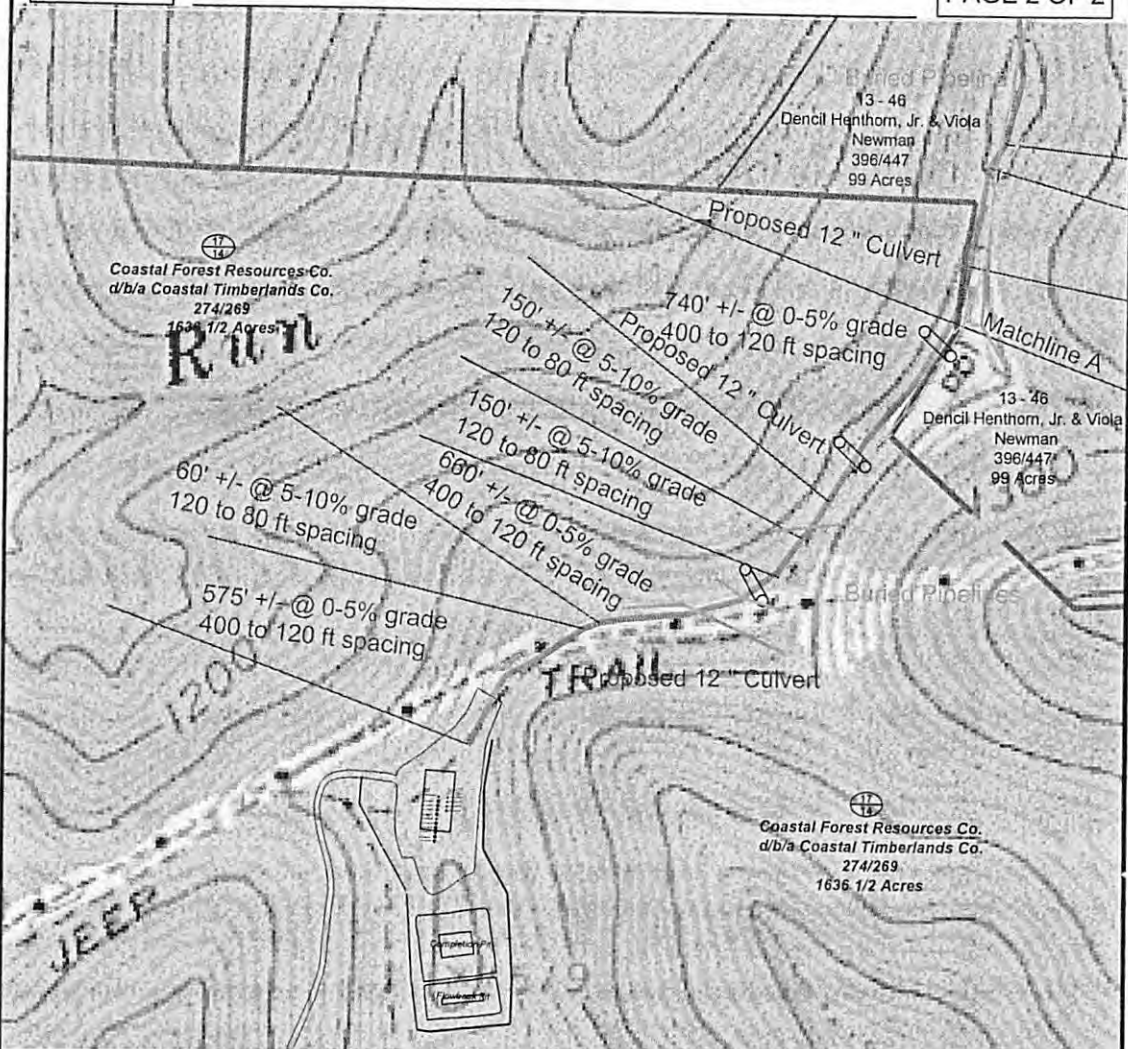 PAGE 2 OF 2
Buried Pipeline
13 - 46
Dencil Henthorn, Jr. & Viola
Newman
396/447
99 Acres
Proposed 12 " Culvert
17
14
Coastal Forest Resources Co.
d/b/a Coastal Timberlands Co.
274/269
1636 1/2 Acres
Run
740' +/- @ 0-5% grade
400 to 120 ft spacing
Matchline A
150' +/- @ 5-10% grade
120 to 80 ft spacing
Proposed 12 " Culvert
13 - 46
Dencil Henthorn, Jr. & Viola
Newman
396/447
99 Acres
1300
150' +/- @ 5-10% grade
120 to 80 ft spacing
660' +/- @ 0-5% grade
400 to 120 ft spacing
60' +/- @ 5-10% grade
120 to 80 ft spacing
575' +/- @ 0-5% grade
400 to 120 ft spacing
Buried Pipelines
1200
TRAIL
Proposed 12 " Culvert
17
14
Coastal Forest Resources Co.
d/b/a Coastal Timberlands Co.
274/269
1636 1/2 Acres
JEEP
Completion Pit
Flowback Pit